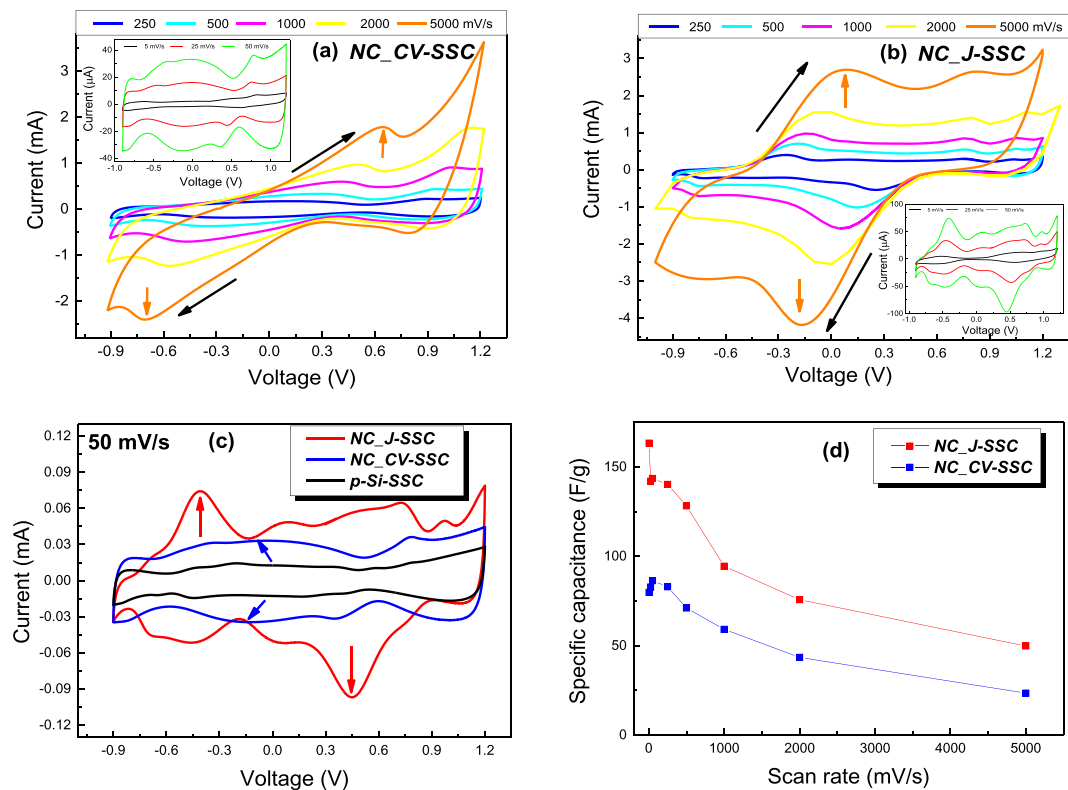 250 500 1000 2000 5000 mV/s
(a) NC_CV-SSC
5 mV/s 25 mV/s 50 mV/s
Current (µA)
40
20
0
-20
-40
-1.0 -0.5 0.0 0.5 1.0
Voltage (V)
Current (mA)
3
2
1
0
-1
-2
-0.9 -0.6 -0.3 0.0 0.3 0.6 0.9 1.2
Voltage (V)
250 500 1000 2000 5000 mV/s
(b) NC_J-SSC
Current (mA)
3
2
1
0
-1
-2
-3
-4
5 mV/s 25 mV/s 50 mV/s
Current (µA)
100
50
0
-50
-100
-1.0 -0.5 0.0 0.5 1.0
Voltage (V)
-0.9 -0.6 -0.3 0.0 0.3 0.6 0.9 1.2
Voltage (V)
50 mV/s (c)
NC_J-SSC
NC_CV-SSC
p-Si-SSC
Current (mA)
0.12
0.09
0.06
0.03
0.00
-0.03
-0.06
-0.09
-0.12
-0.9 -0.6 -0.3 0.0 0.3 0.6 0.9 1.2
Voltage (V)
(d)
NC_J-SSC
NC_CV-SSC
Specific capacitance (F/g)
150
100
50
0
0 1000 2000 3000 4000 5000
Scan rate (mV/s)